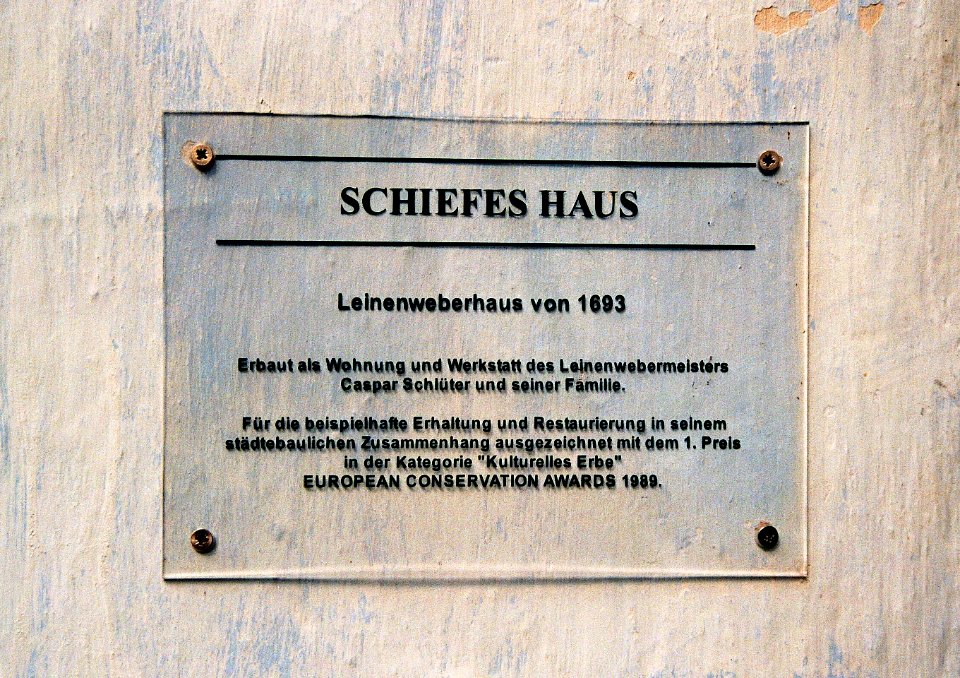 SCHIEFES HAUS
Leinenweberhaus von 1693
Erbaut als Wohnung und Werkstatt des Leinenwebermeisters
Caspar Schlüter und seiner Familie.
Für die beispielhafte Erhaltung und Restaurierung in seinem
städtebaulichen Zusammenhang ausgezeichnet mit dem 1. Preis
in der Kategorie "Kulturelles Erbe"
EUROPEAN CONSERVATION AWARDS 1989.